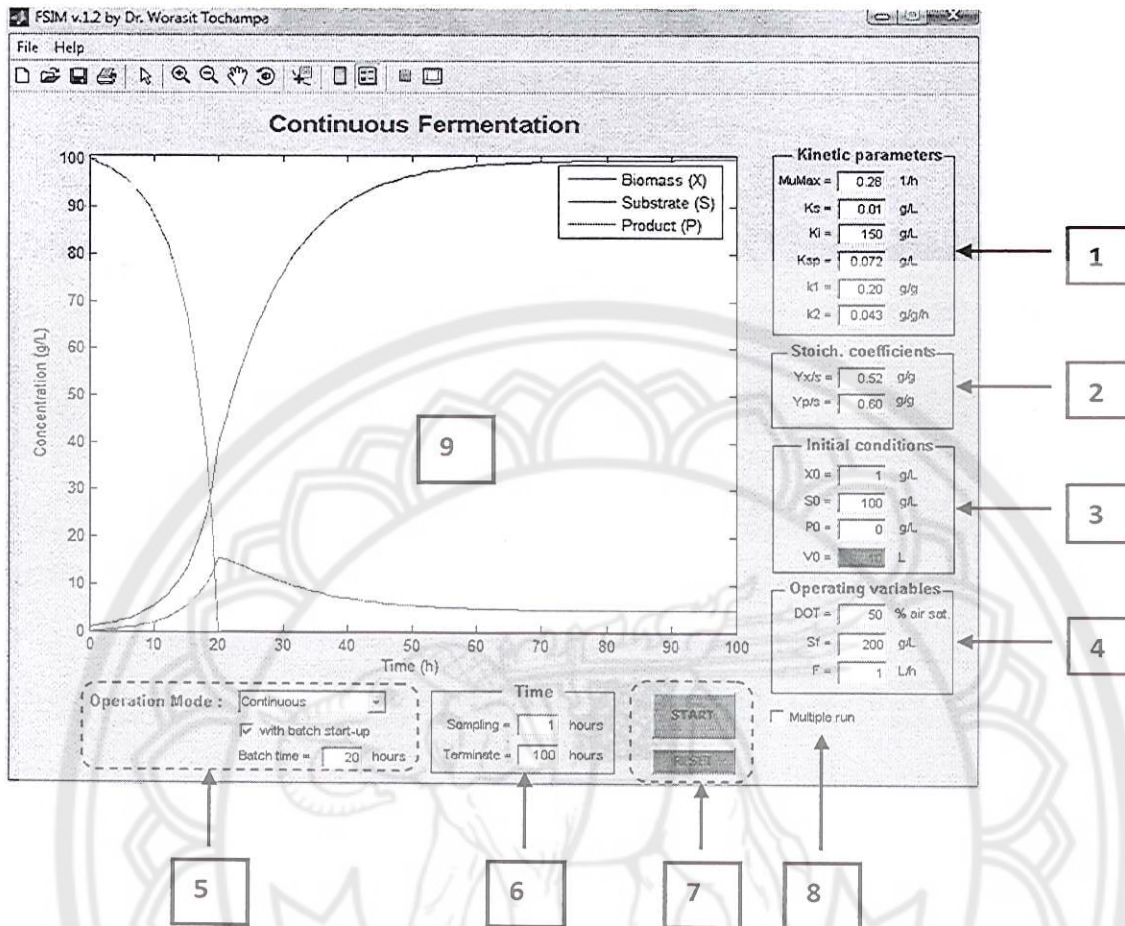 FSIM v.1.2 by Dr. Worasit Tochampa
File Help
Continuous Fermentation
100
90
80
70
60
50
40
30
20
10
0
Concentration (g/L)
Biomass (X)
Substrate (S)
Product (P)
9
0 10 20 30 40 50 60 70 80 90 100
Time (h)
Kinetic parameters
MuMax = 0.28 1/h
Ks = 0.01 g/L
Ki = 150 g/L
Ksp = 0.072 g/L
k1 = 0.20 g/g
k2 = 0.043 g/g/h
1
Stoich. coefficients
Yx/s = 0.52 g/g
Yp/s = 0.60 g/g
2
Initial conditions
X0 = 1 g/L
S0 = 100 g/L
P0 = 0 g/L
V0 = 10 L
3
Operating variables
DOT = 50 % air sat.
Sf = 200 g/L
F = 1 L/h
4
Operation Mode : Continuous
with batch start-up
Batch time = 20 hours
Time
Sampling = 1 hours
Terminate = 100 hours
START
RESET
Multiple run
5
6
7
8